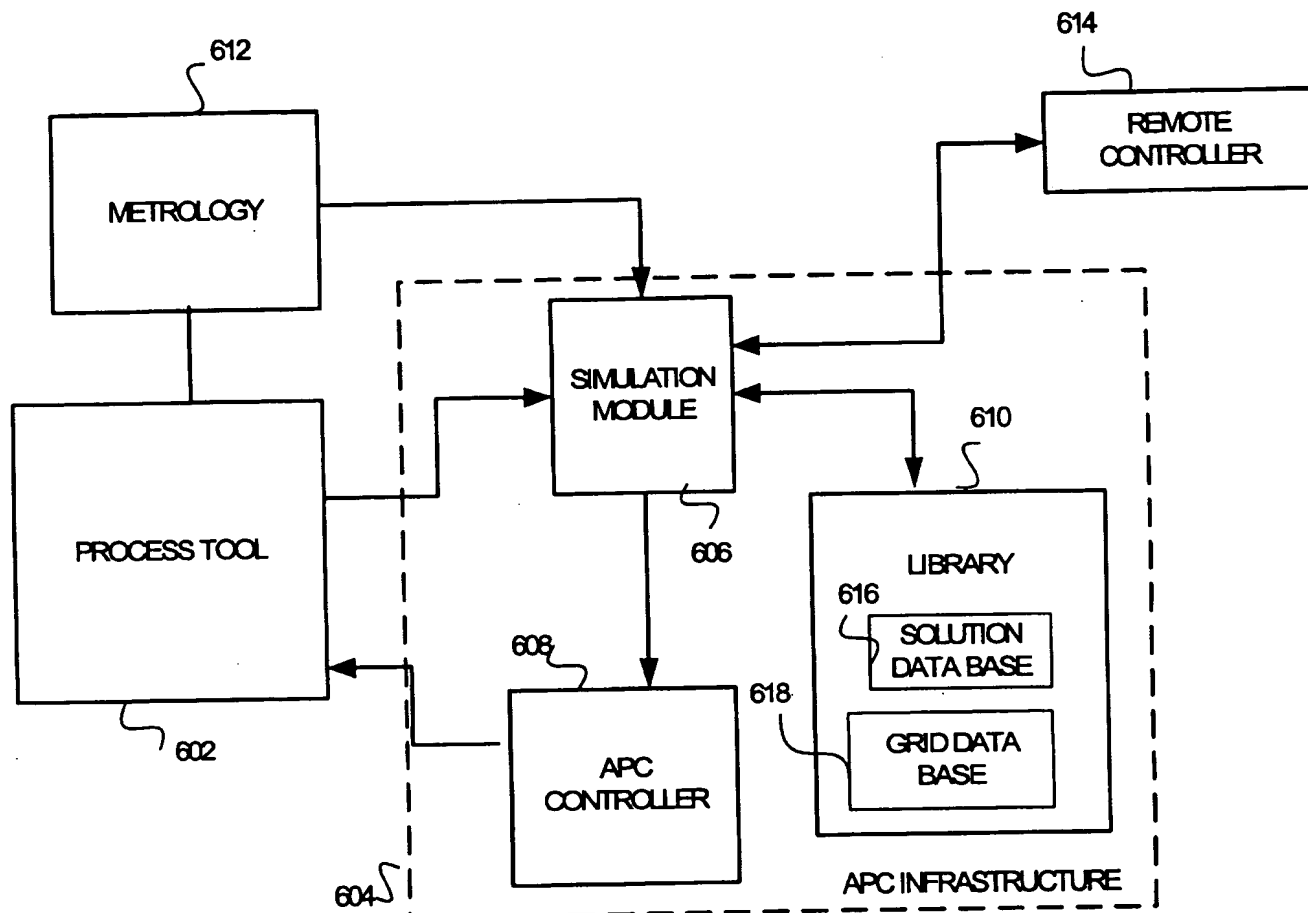 612
614
METROLOGY
REMOTE
CONTROLLER
SIMULATION
MODULE
610
PROCESS TOOL
606
LIBRARY
616
SOLUTION
DATA BASE
608
618
602
GRID DATA
BASE
APC
CONTROLLER
604
APC INFRASTRUCTURE